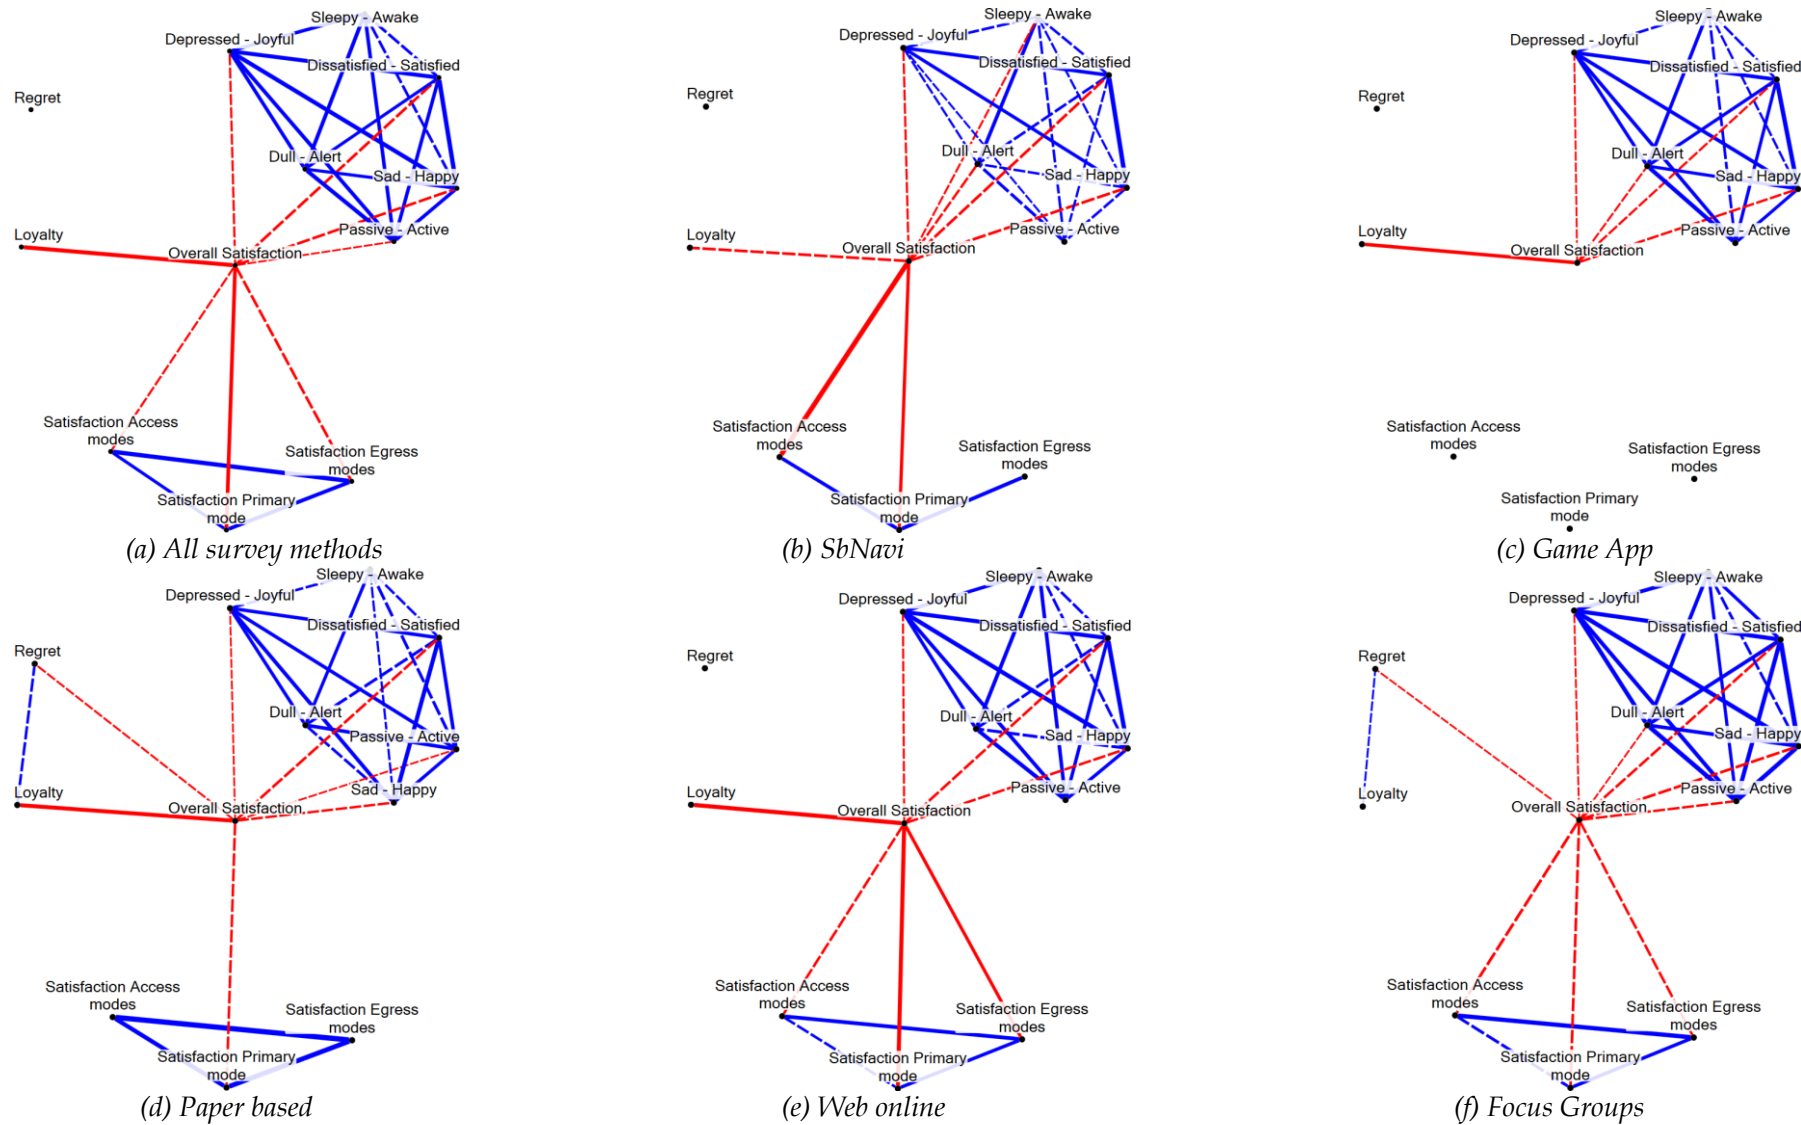 Sleepy - Awake
Depressed - Joyful
Dissatisfied - Satisfied
Regret
Dull - Alert
Sad - Happy
Passive - Active
Loyalty
Overall Satisfaction
Satisfaction Access
modes
Satisfaction Egress
modes
Satisfaction Primary
mode
(a) All survey methods
Sleepy - Awake
Depressed - Joyful
Dissatisfied - Satisfied
Regret
Dull - Alert
Sad - Happy
Passive - Active
Loyalty
Overall Satisfaction
Satisfaction Access
modes
Satisfaction Egress
modes
Satisfaction Primary
mode
(b) SbNavi
Sleepy - Awake
Depressed - Joyful
Dissatisfied - Satisfied
Regret
Dull - Alert
Sad - Happy
Passive - Active
Loyalty
Overall Satisfaction
Satisfaction Access
modes
Satisfaction Egress
modes
Satisfaction Primary
mode
(c) Game App
Sleepy - Awake
Depressed - Joyful
Dissatisfied - Satisfied
Regret
Dull - Alert
Passive - Active
Sad - Happy
Loyalty
Overall Satisfaction
Satisfaction Access
modes
Satisfaction Egress
modes
Satisfaction Primary
mode
(d) Paper based
Sleepy - Awake
Depressed - Joyful
Dissatisfied - Satisfied
Regret
Dull - Alert
Sad - Happy
Passive - Active
Loyalty
Overall Satisfaction
Satisfaction Access
modes
Satisfaction Egress
modes
Satisfaction Primary
mode
(e) Web online
Sleepy - Awake
Depressed - Joyful
Dissatisfied - Satisfied
Regret
Dull - Alert
Sad - Happy
Passive - Active
Loyalty
Overall Satisfaction
Satisfaction Access
modes
Satisfaction Egress
modes
Satisfaction Primary
mode
(f) Focus Groups